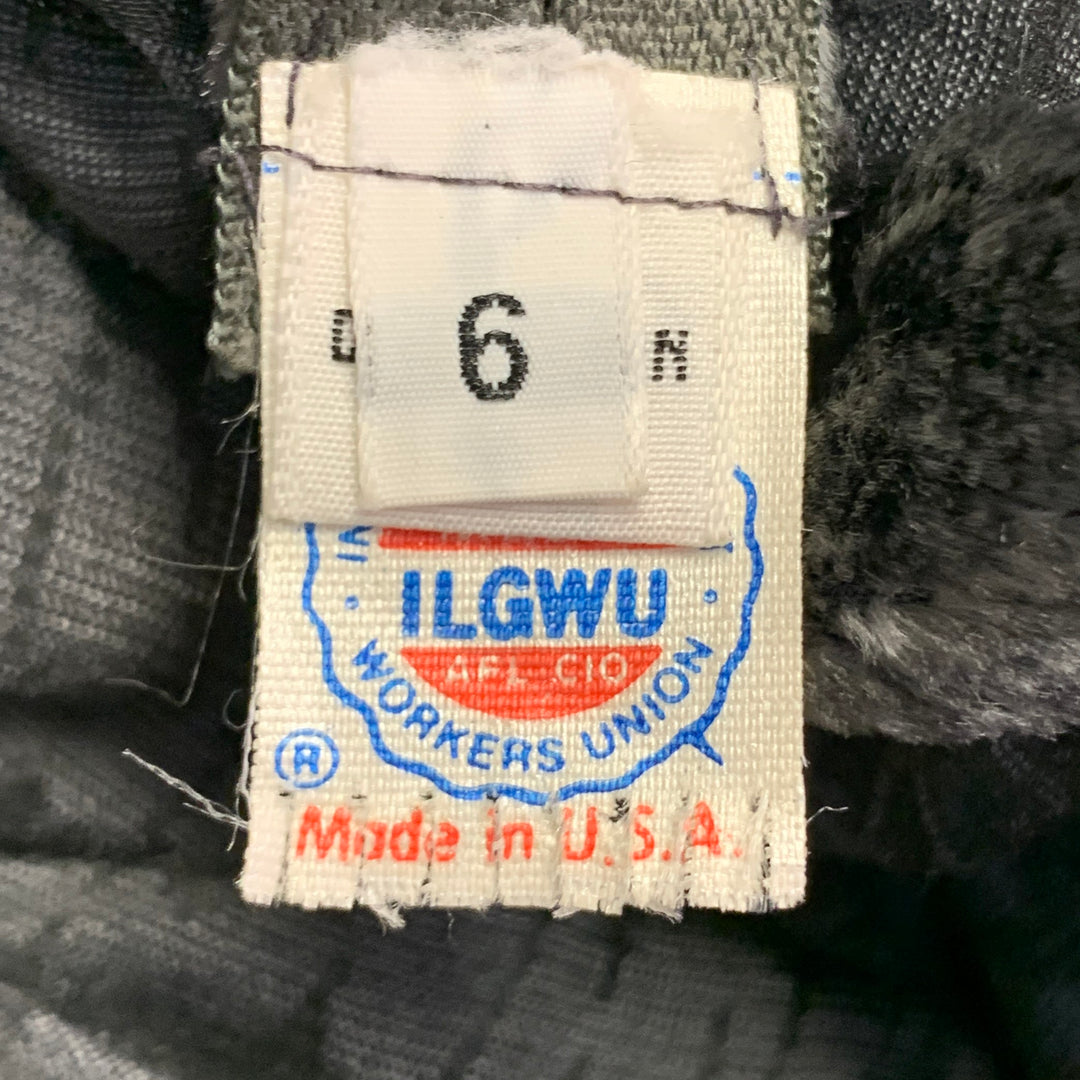 6
N
ILGWU
AFL-CIO
WORKERS UNION
®
Made in U.S.A.